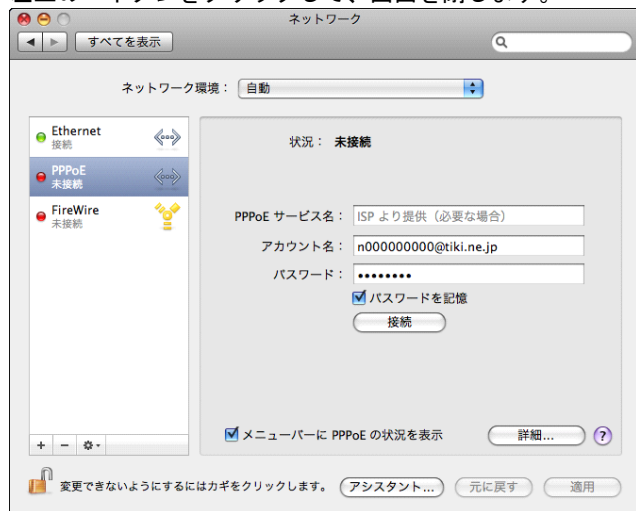 ネットワーク
すべてを表示
ネットワーク環境： 自動
Ethernet
接続
PPPoE
未接続
FireWire
未接続
状況： 未接続
PPPoE サービス名： ISP より提供（必要な場合）
アカウント名： n000000000@tiki.ne.jp
パスワード： ••••••••
パスワードを記憶
接続
メニューバーに PPPoE の状況を表示
詳細... ?
+ −
変更できないようにするにはカギをクリックします。 アシスタント... 元に戻す 適用